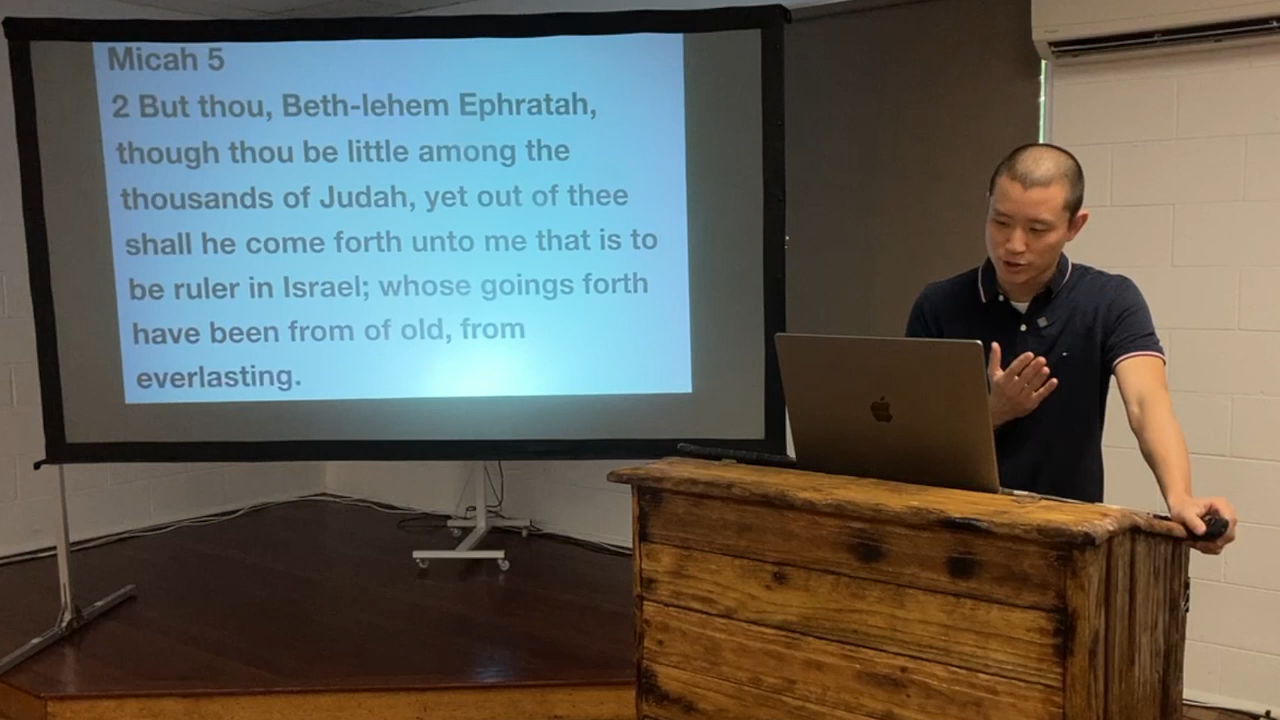 Micah 5
2 But thou, Beth-lehem Ephratah,
though thou be little among the
thousands of Judah, yet out of thee
shall he come forth unto me that is to
be ruler in Israel; whose goings forth
have been from of old, from
everlasting.